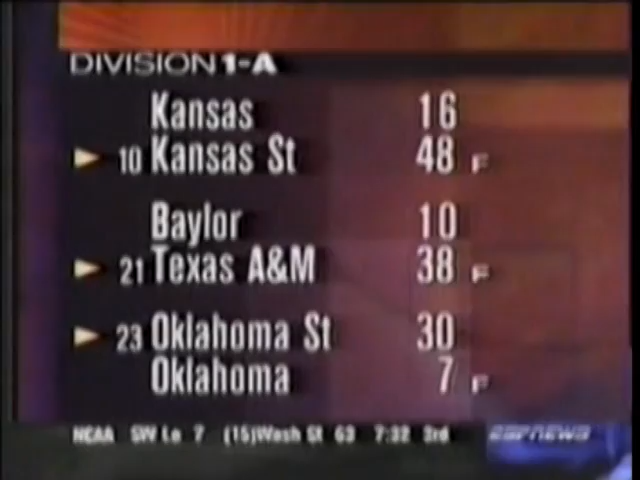 DIVISION 1-A
Kansas 16
10 Kansas St 48 F
Baylor 10
21 Texas A&M 38 F
23 Oklahoma St 30
Oklahoma 7 F
NCAA SW La 7 (15)Wash St 63 7:32 3rd ESPNEWS